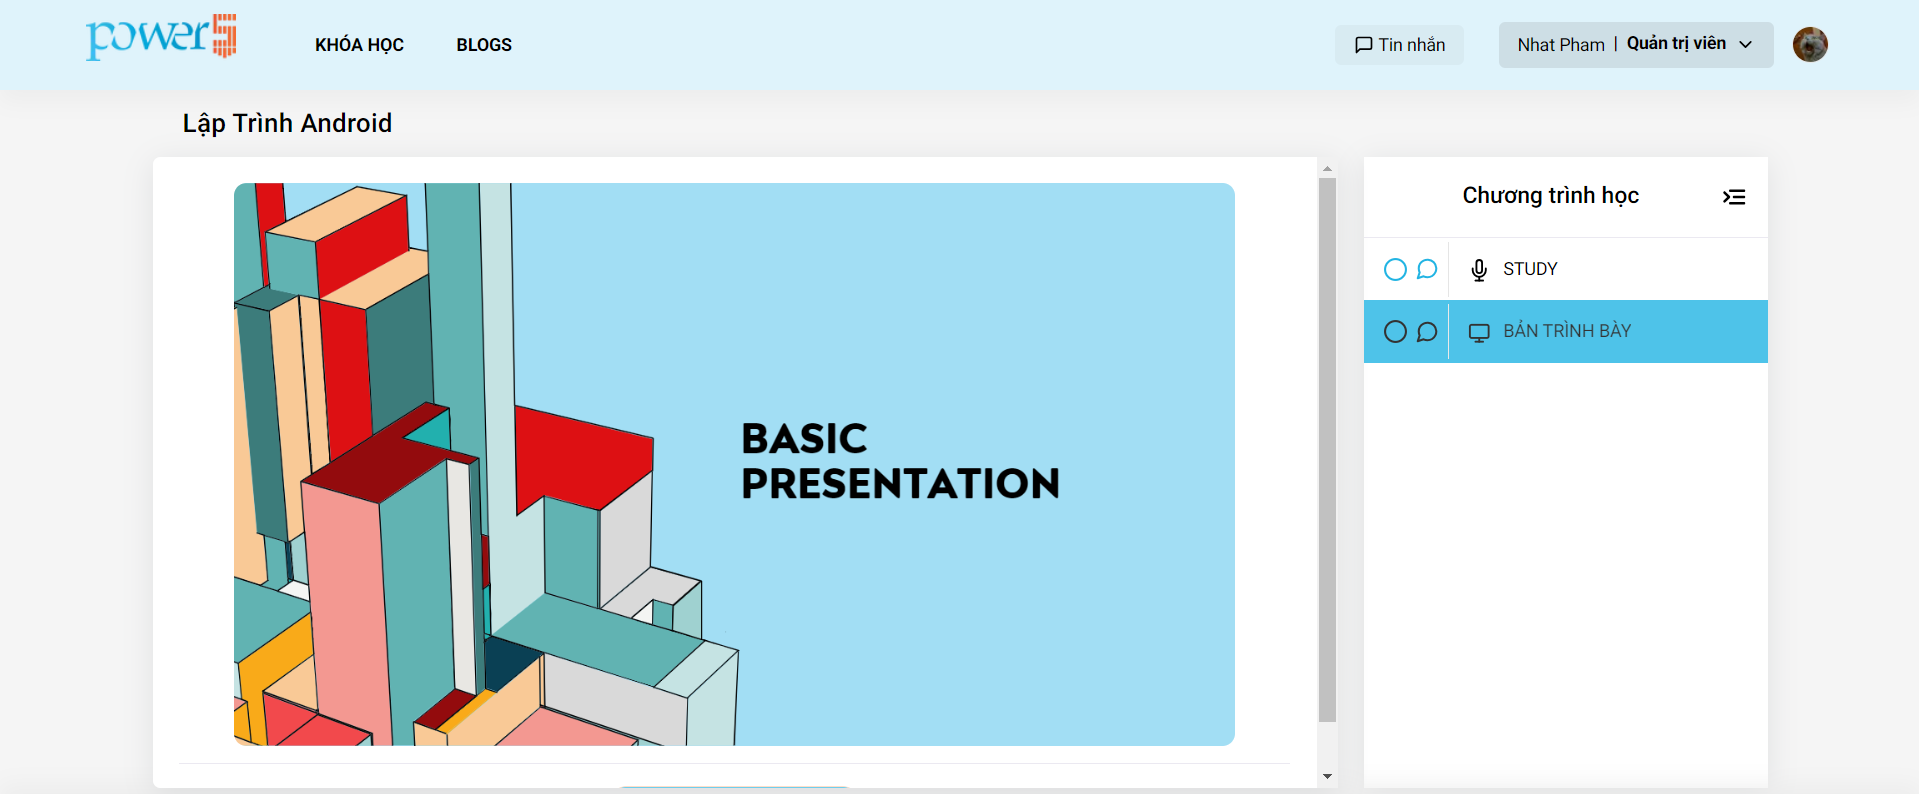 power5
KHÓA HỌC
BLOGS
Tin nhắn
Nhat Pham | Quản trị viên
Lập Trình Android
BASIC
PRESENTATION
Chương trình học
STUDY
BẢN TRÌNH BÀY